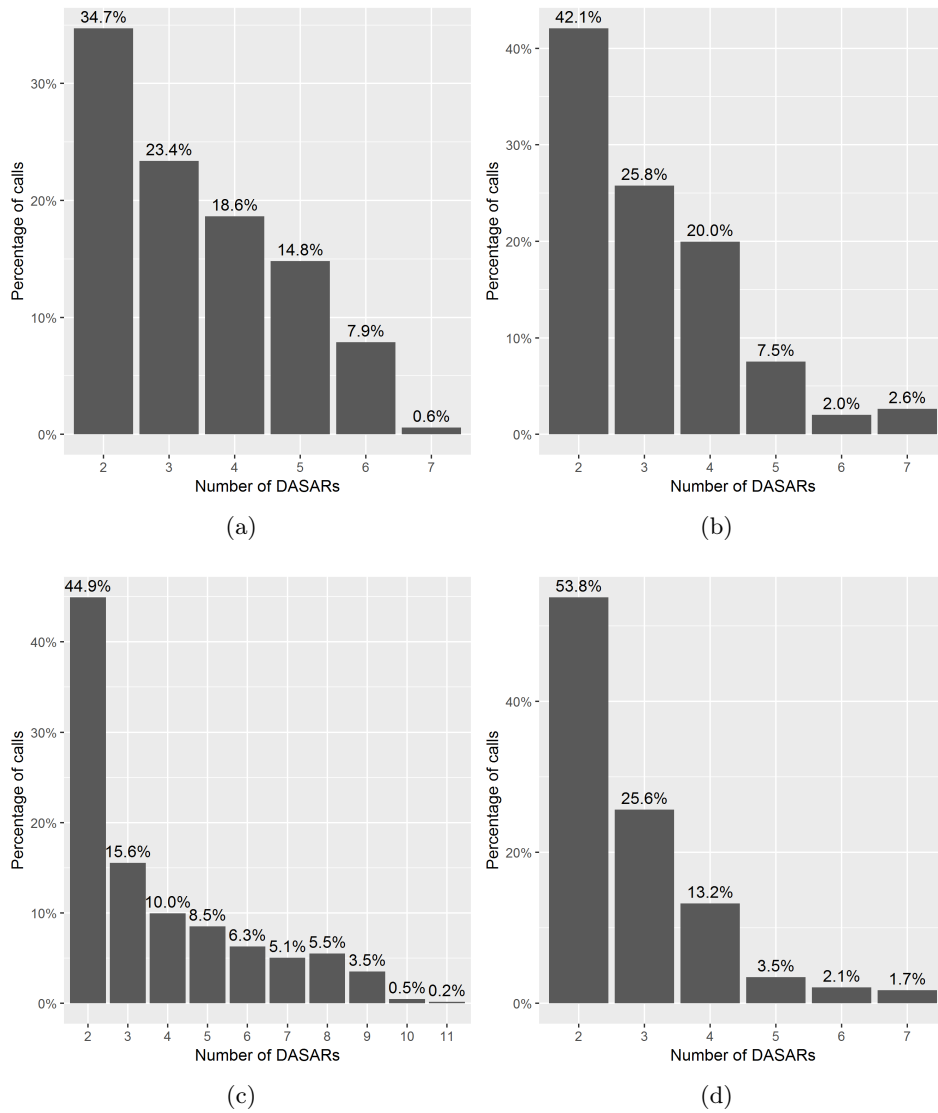 34.7%
23.4%
18.6%
14.8%
7.9%
0.6%
30%
20%
10%
0%
2 3 4 5 6 7
Number of DASARs
Percentage of calls
(a)
42.1%
25.8%
20.0%
7.5%
2.0%
2.6%
40%
30%
20%
10%
0%
2 3 4 5 6 7
Number of DASARs
Percentage of calls
(b)
44.9%
15.6%
10.0%
8.5%
6.3%
5.1%
5.5%
3.5%
0.5%
0.2%
40%
30%
20%
10%
0%
2 3 4 5 6 7 8 9 10 11
Number of DASARs
Percentage of calls
(c)
53.8%
25.6%
13.2%
3.5%
2.1%
1.7%
40%
20%
0%
2 3 4 5 6 7
Number of DASARs
Percentage of calls
(d)